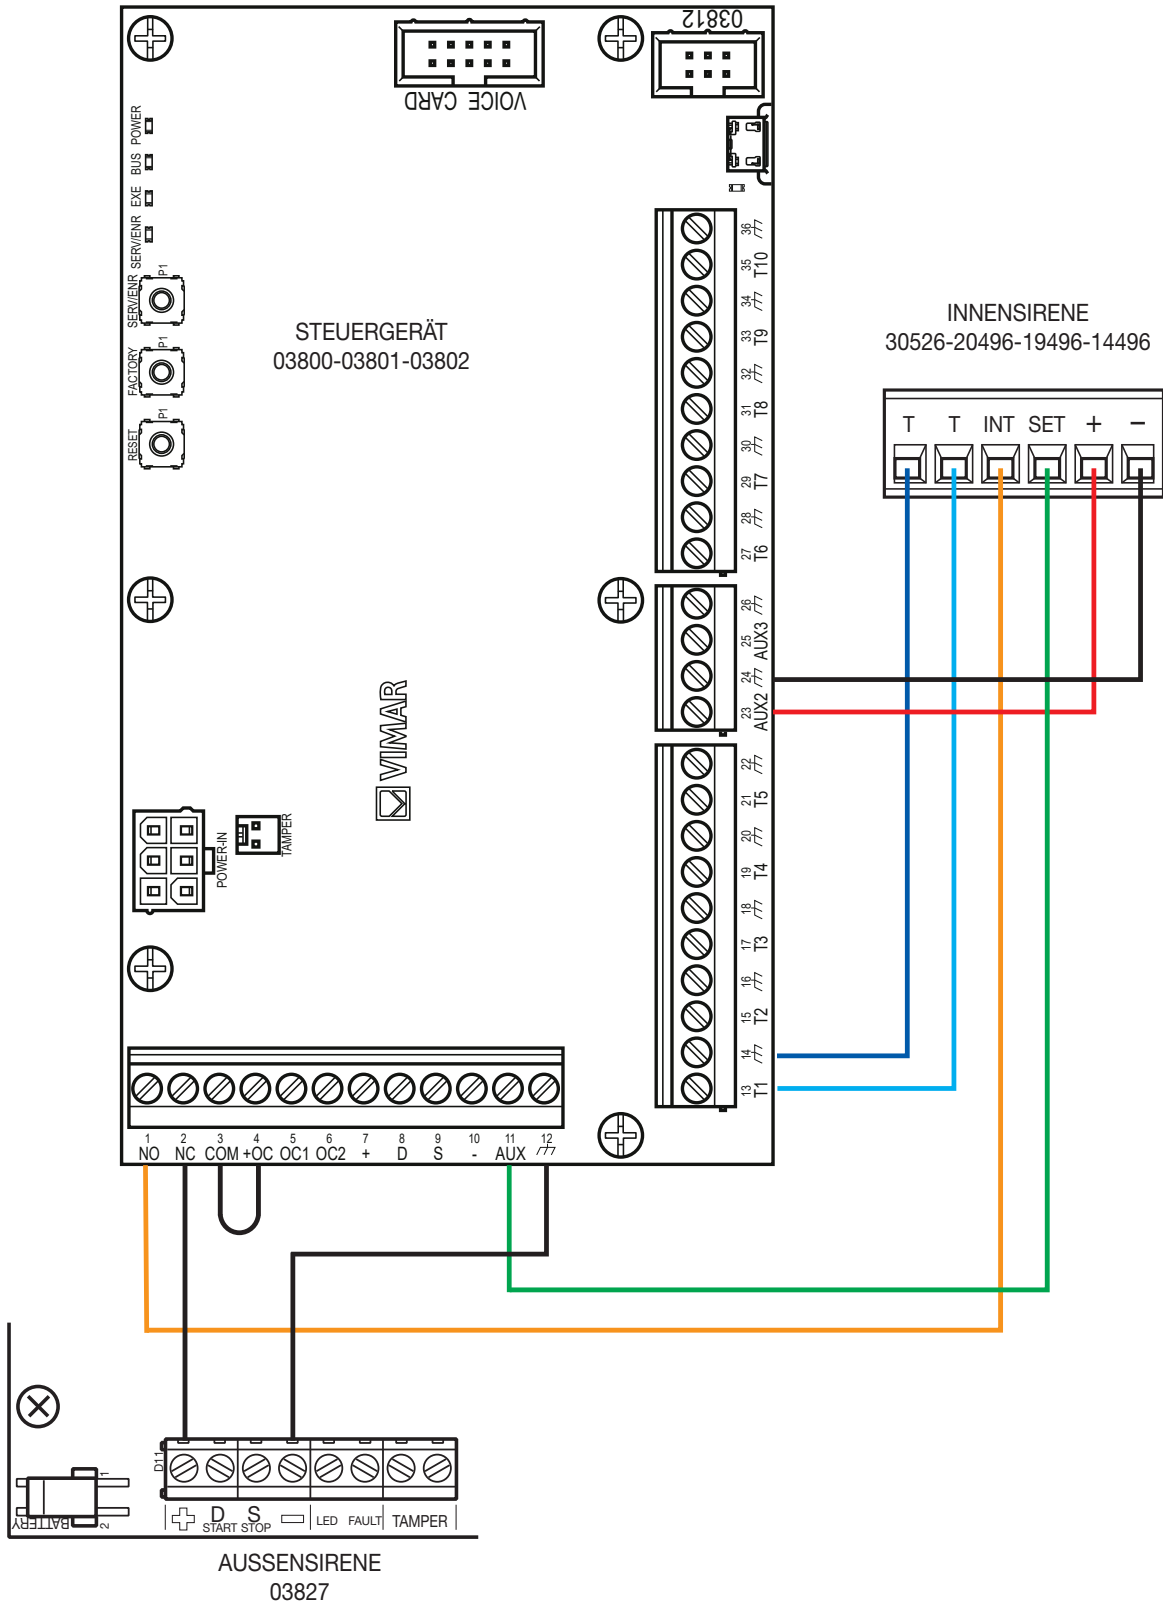 03812
VOICE CARD
POWER
BUS
EXE
SERV/ENR
SERV/ENR
P1
FACTORY
P1
RESET
P1
STEUERGERÄT
03800-03801-03802
36
35 T10
34
33 T9
32
31 T8
30
29 T7
28
27 T6
26
25 AUX3
24
23 AUX2
22
21 T5
20
19 T4
18
17 T3
16
15 T2
14
13 T1
INNENSIRENE
30526-20496-19496-14496
T T INT SET + −
VIMAR
POWER-IN
TAMPER
1 2 3 4 5 6 7 8 9 10 11 12
NO NC COM +OC OC1 OC2 + D S - AUX
D11
1
2
BATTERY
+ D S −
START STOP LED FAULT TAMPER
AUSSENSIRENE
03827